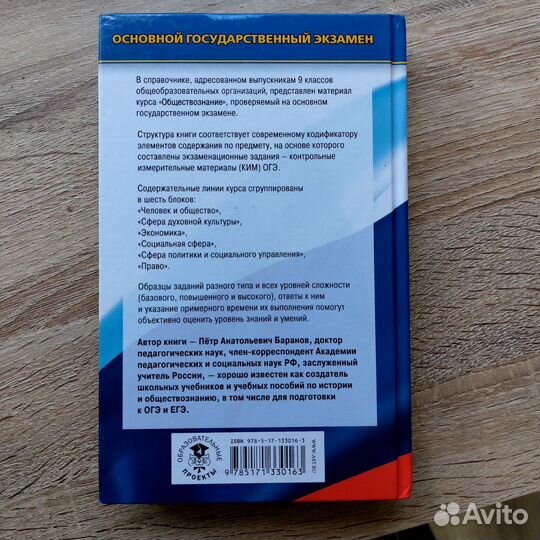 ОСНОВНОЙ ГОСУДАРСТВЕННЫЙ ЭКЗАМЕН
В справочнике, адресованном выпускникам 9 классов
общеобразовательных организаций, представлен материал
курса «Обществознание», проверяемый на основном
государственном экзамене.
Структура книги соответствует современному кодификатору
элементов содержания по предмету, на основе которого
составлены экзаменационные задания – контрольные
измерительные материалы (КИМ) ОГЭ.
Содержательные линии курса сгруппированы
в шесть блоков:
«Человек и общество»,
«Сфера духовной культуры»,
«Экономика»,
«Социальная сфера»,
«Сфера политики и социального управления»,
«Право».
Образцы заданий разного типа и всех уровней сложности
(базового, повышенного и высокого), ответы к ним
и указание примерного времени их выполнения помогут
объективно оценить уровень знаний и умений.
Автор книги – Пётр Анатольевич Баранов, доктор
педагогических наук, член-корреспондент Академии
педагогических и социальных наук РФ, заслуженный
учитель России, – хорошо известен как создатель
школьных учебников и учебных пособий по истории
и обществознанию, в том числе для подготовки
к ОГЭ и ЕГЭ.
ОБРАЗОВАТЕЛЬНЫЕ
ПРОЕКТЫ
ISBN 978-5-17-133016-3
9 785171 330163
WWW.AST.RU
Avito